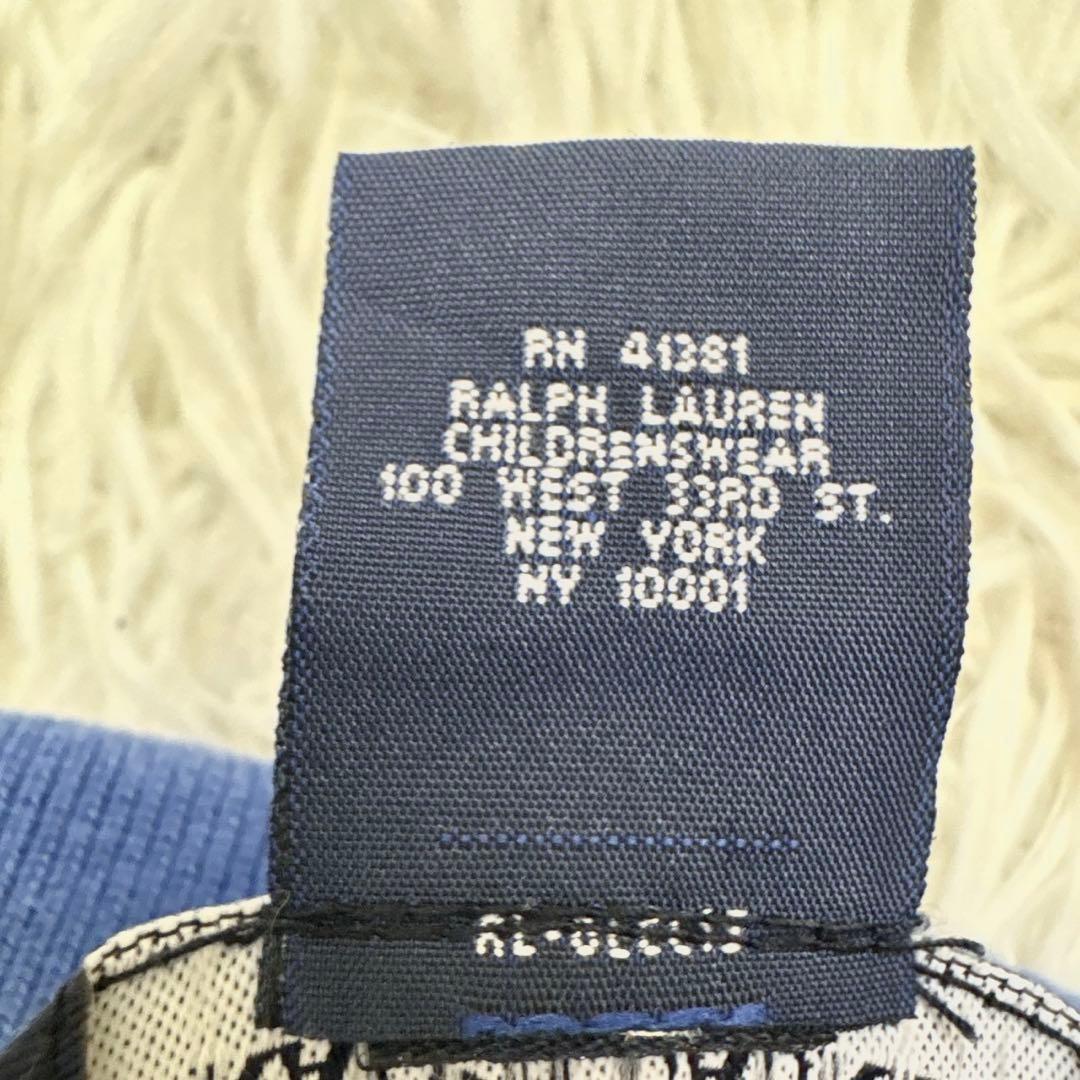 RN 41381
RALPH LAUREN
CHILDRENSWEAR
100 WEST 33RD ST.
NEW YORK
NY 10001